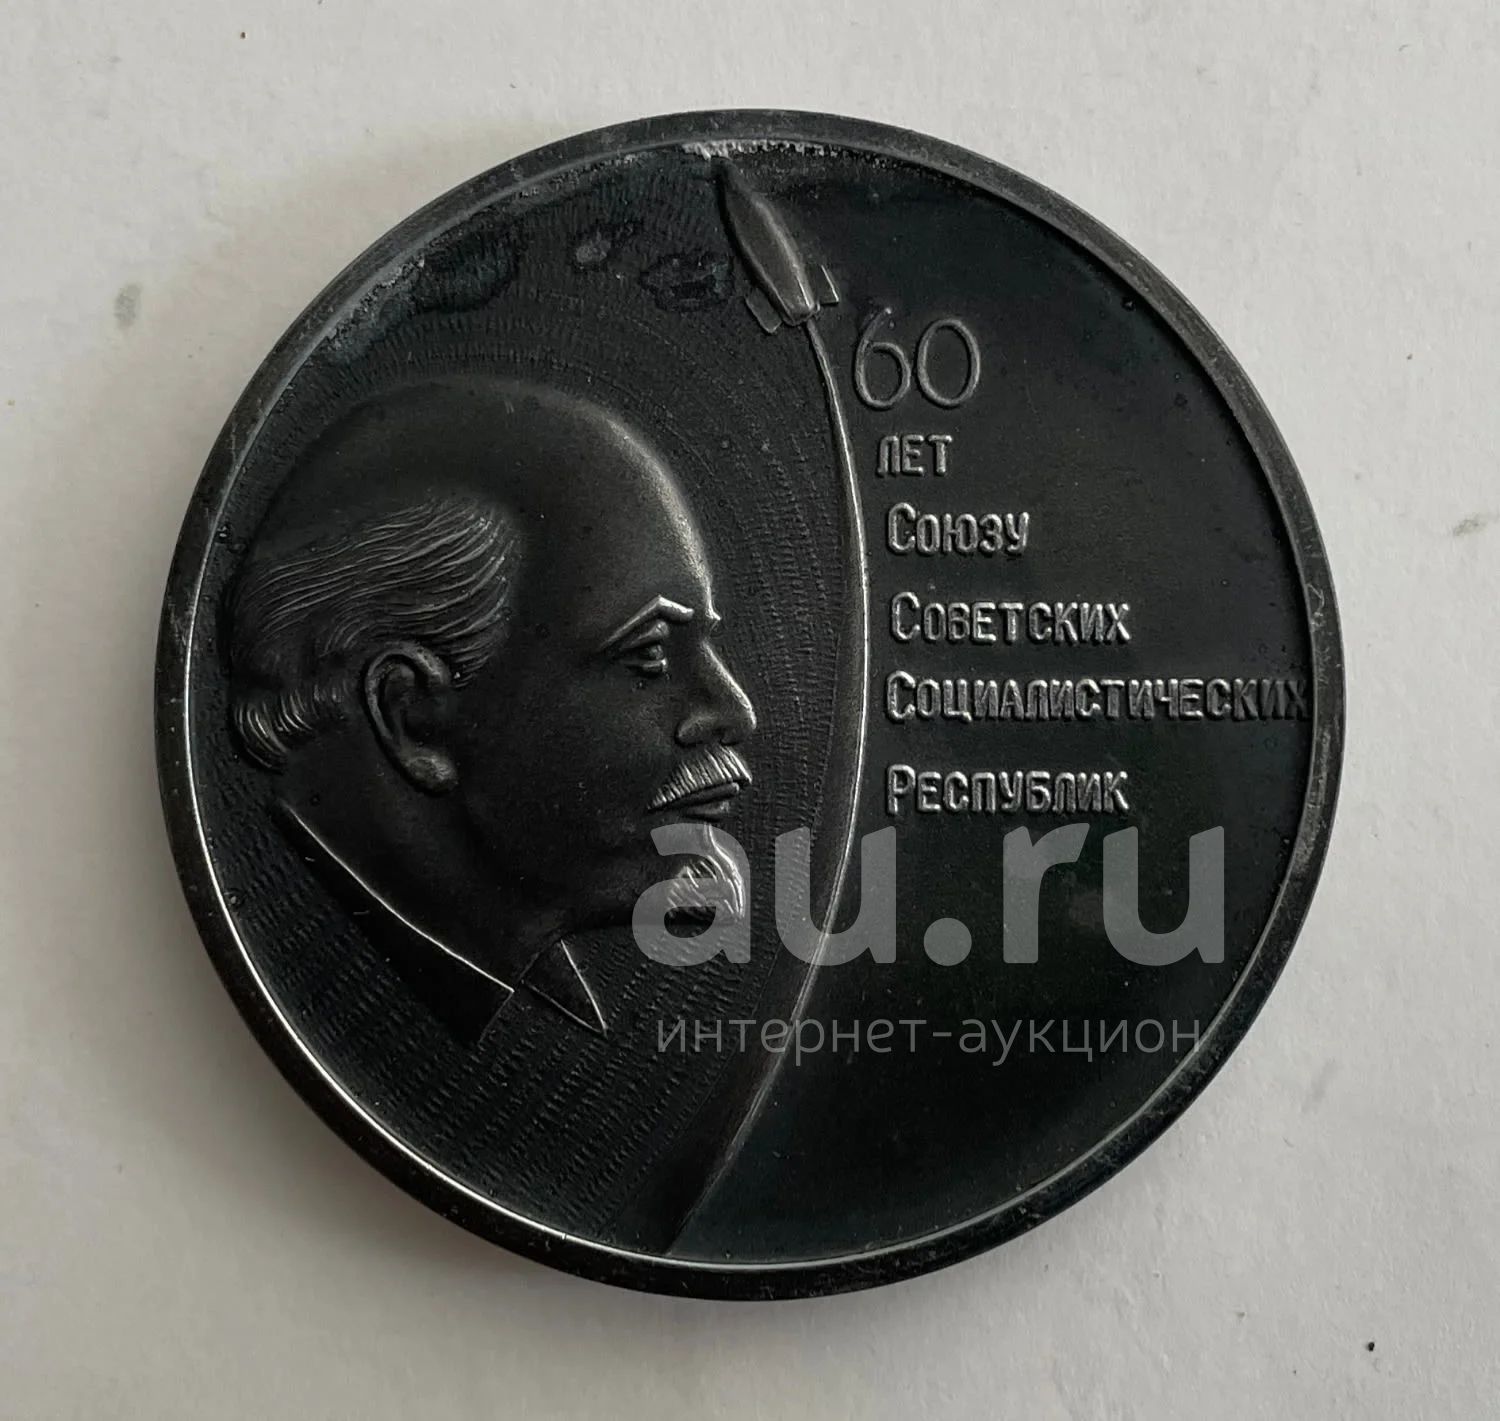 60
лет
Союзу
Советских
Социалистических
Республик
au.ru
интернет-аукцион